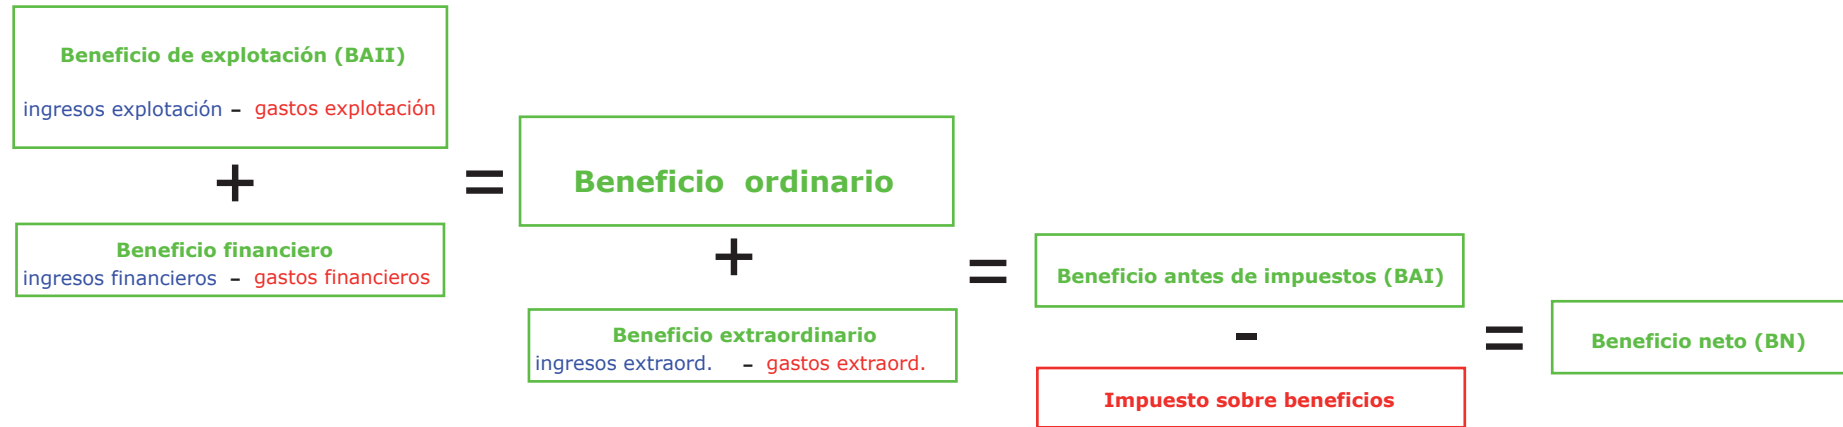 Beneficio de explotación (BAII)
ingresos explotación – gastos explotación
+
Beneficio financiero
ingresos financieros – gastos financieros
=
Beneficio ordinario
+
Beneficio extraordinario
ingresos extraord. – gastos extraord.
=
Beneficio antes de impuestos (BAI)
-
Impuesto sobre beneficios
=
Beneficio neto (BN)